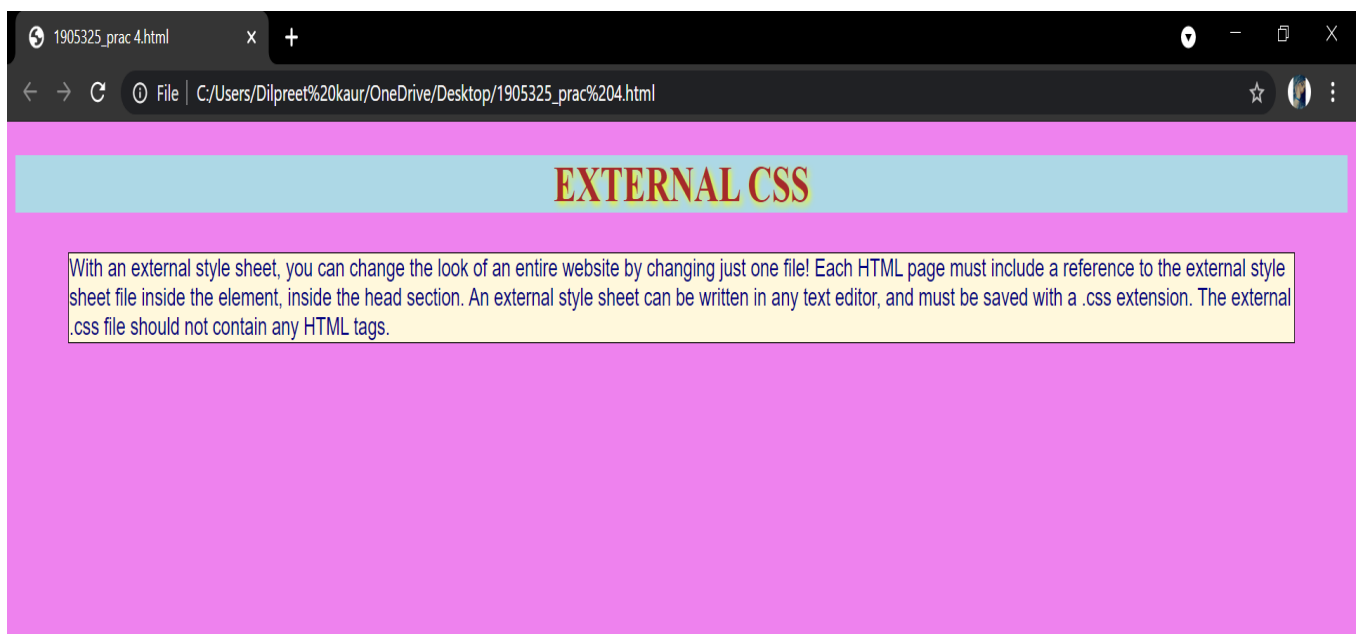 1905325_prac 4.html
File | C:/Users/Dilpreet%20kaur/OneDrive/Desktop/1905325_prac%204.html
EXTERNAL CSS
With an external style sheet, you can change the look of an entire website by changing just one file! Each HTML page must include a reference to the external style
sheet file inside the element, inside the head section. An external style sheet can be written in any text editor, and must be saved with a .css extension. The external
.css file should not contain any HTML tags.